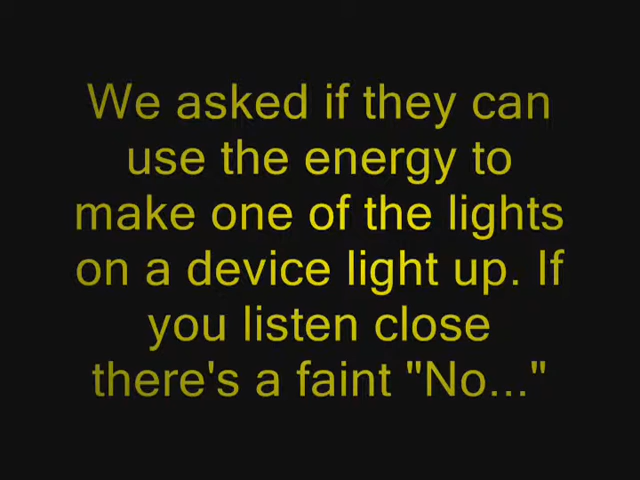 We asked if they can
use the energy to
make one of the lights
on a device light up. If
you listen close
there's a faint "No..."